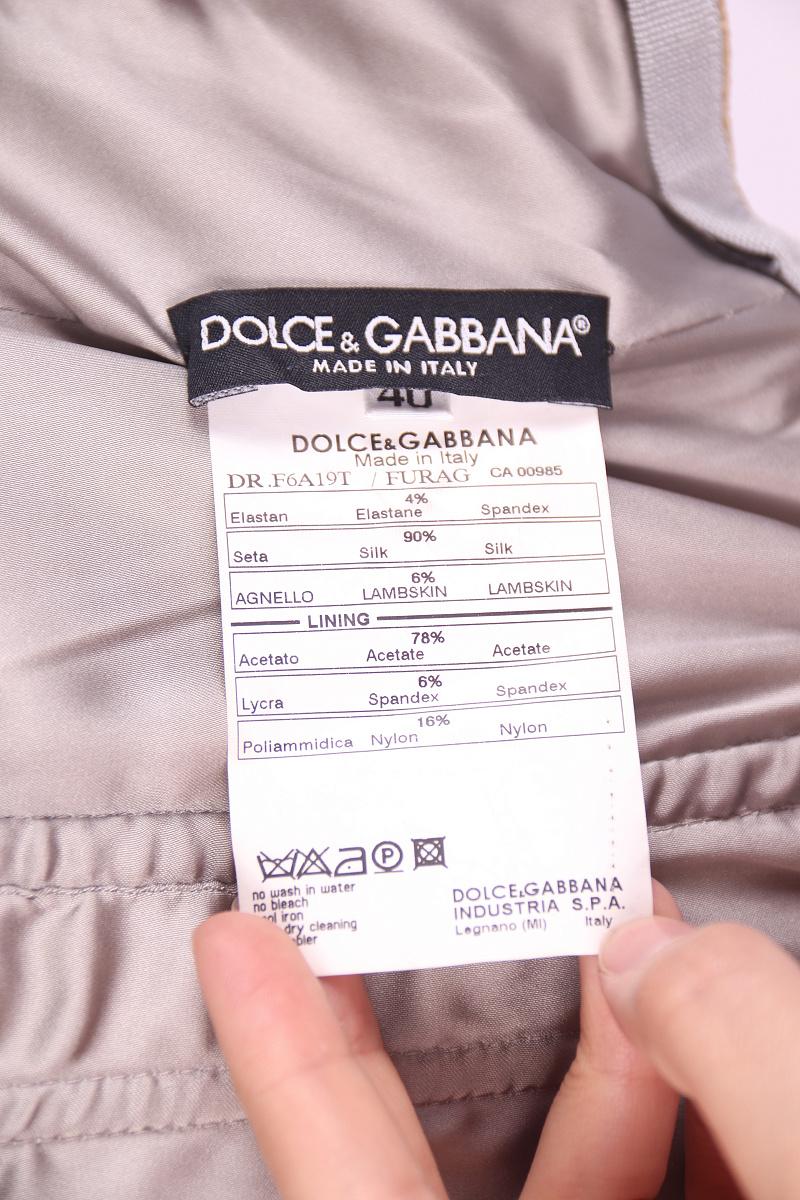 DOLCE & GABBANA®
MADE IN ITALY
40
DOLCE&GABBANA
Made in Italy
DR.F6A19T / FURAG CA 00985
4%
Elastan Elastane Spandex
90%
Seta Silk Silk
6%
AGNELLO LAMBSKIN LAMBSKIN
LINING
78%
Acetato Acetate Acetate
6%
Lycra Spandex Spandex
16%
Poliammidica Nylon Nylon
P
no wash in water
no bleach
iron
dry cleaning
DOLCE&GABBANA
INDUSTRIA S.P.A.
Legnano (MI) Italy